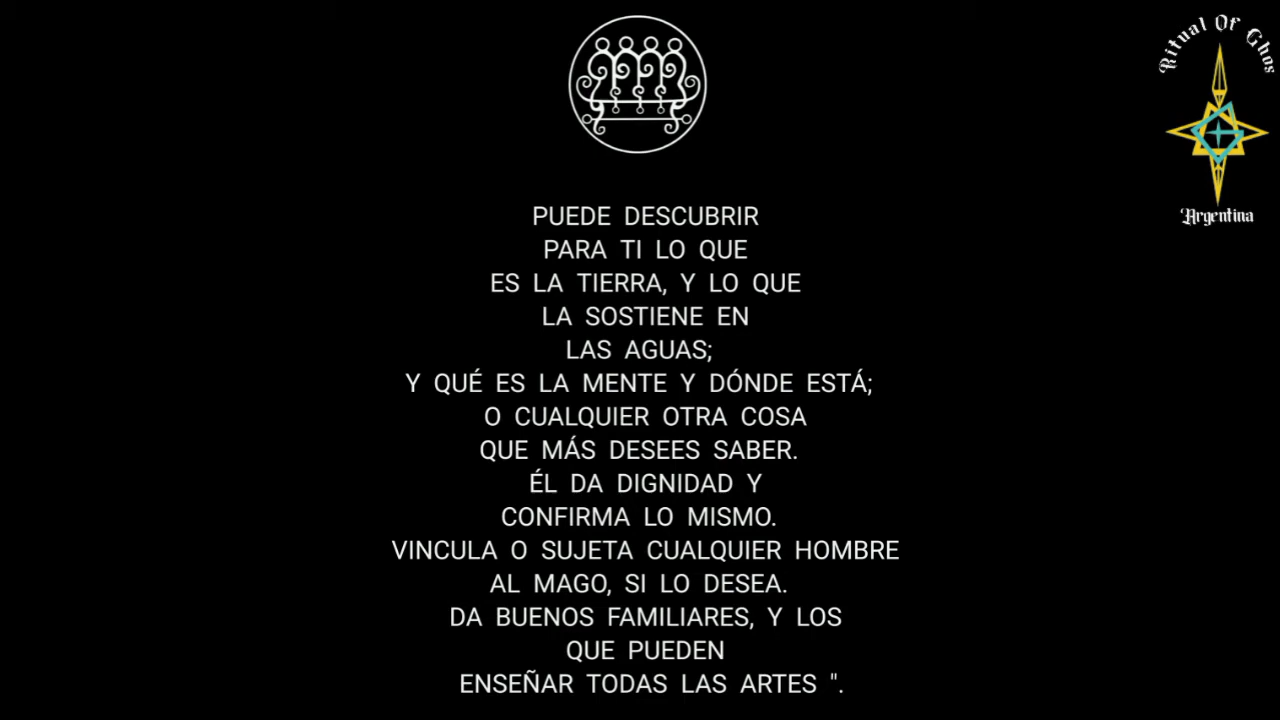 Ritual Of Ghos
Argentina
PUEDE DESCUBRIR
PARA TI LO QUE
ES LA TIERRA, Y LO QUE
LA SOSTIENE EN
LAS AGUAS;
Y QUÉ ES LA MENTE Y DÓNDE ESTÁ;
O CUALQUIER OTRA COSA
QUE MÁS DESEES SABER.
ÉL DA DIGNIDAD Y
CONFIRMA LO MISMO.
VINCULA O SUJETA CUALQUIER HOMBRE
AL MAGO, SI LO DESEA.
DA BUENOS FAMILIARES, Y LOS
QUE PUEDEN
ENSEÑAR TODAS LAS ARTES ".